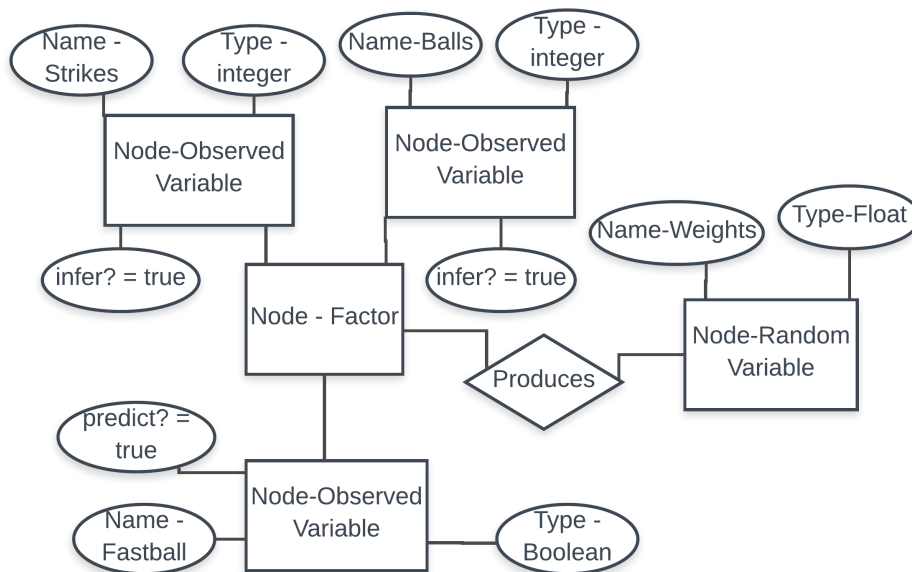 Name -
Strikes
Type -
integer
Name-Balls
Type -
integer
Node-Observed
Variable
Node-Observed
Variable
Name-Weights
Type-Float
infer? = true
infer? = true
Node - Factor
Node-Random
Variable
Produces
predict? =
true
Node-Observed
Variable
Name -
Fastball
Type -
Boolean